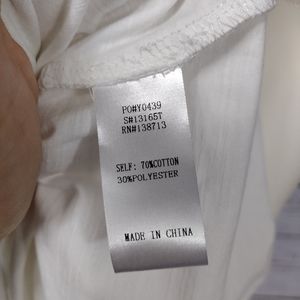 PO#Y0439
S#13165T
RN#138713
SELF: 70%COTTON
30%POLYESTER
MADE IN CHINA